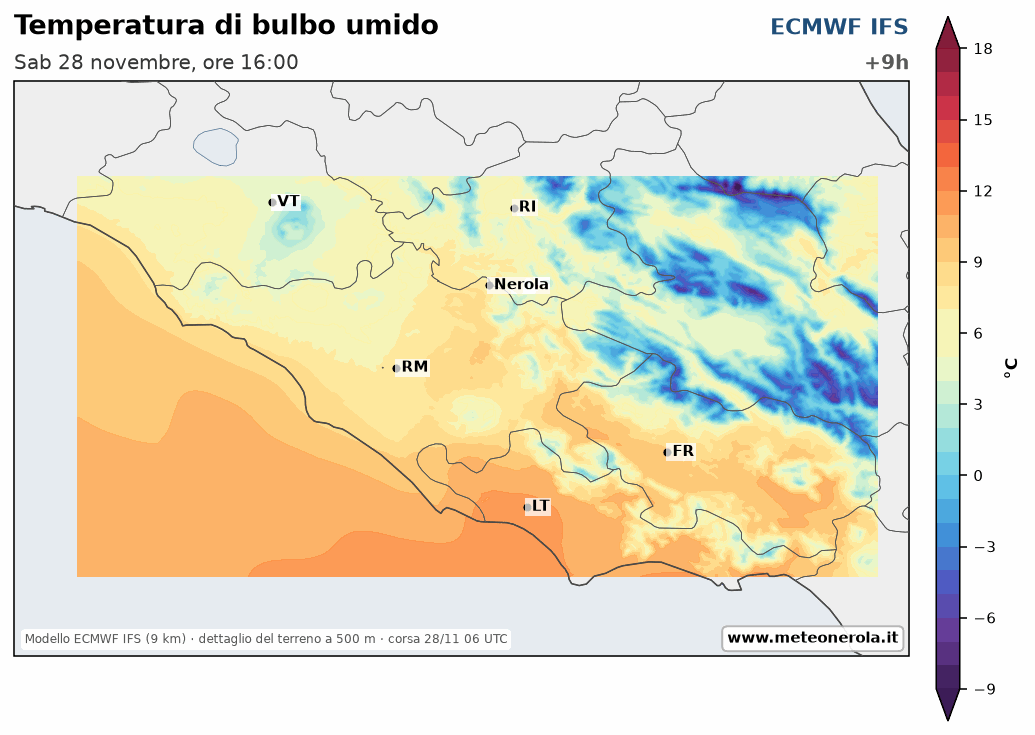 Temperatura di bulbo umido
ECMWF IFS
Sab 28 novembre, ore 16:00
+9h
VT
RI
Nerola
RM
FR
LT
18
15
12
9
6
3
0
−3
−6
−9
°C
Modello ECMWF IFS (9 km) · dettaglio del terreno a 500 m · corsa 28/11 06 UTC
www.meteonerola.it